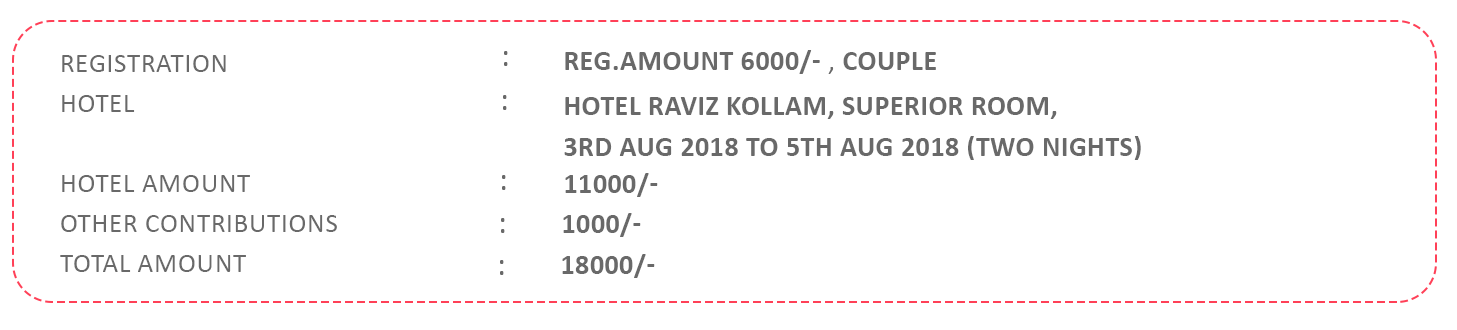 REGISTRATION : REG.AMOUNT 6000/- , COUPLE
HOTEL : HOTEL RAVIZ KOLLAM, SUPERIOR ROOM,
3RD AUG 2018 TO 5TH AUG 2018 (TWO NIGHTS)
HOTEL AMOUNT : 11000/-
OTHER CONTRIBUTIONS : 1000/-
TOTAL AMOUNT : 18000/-